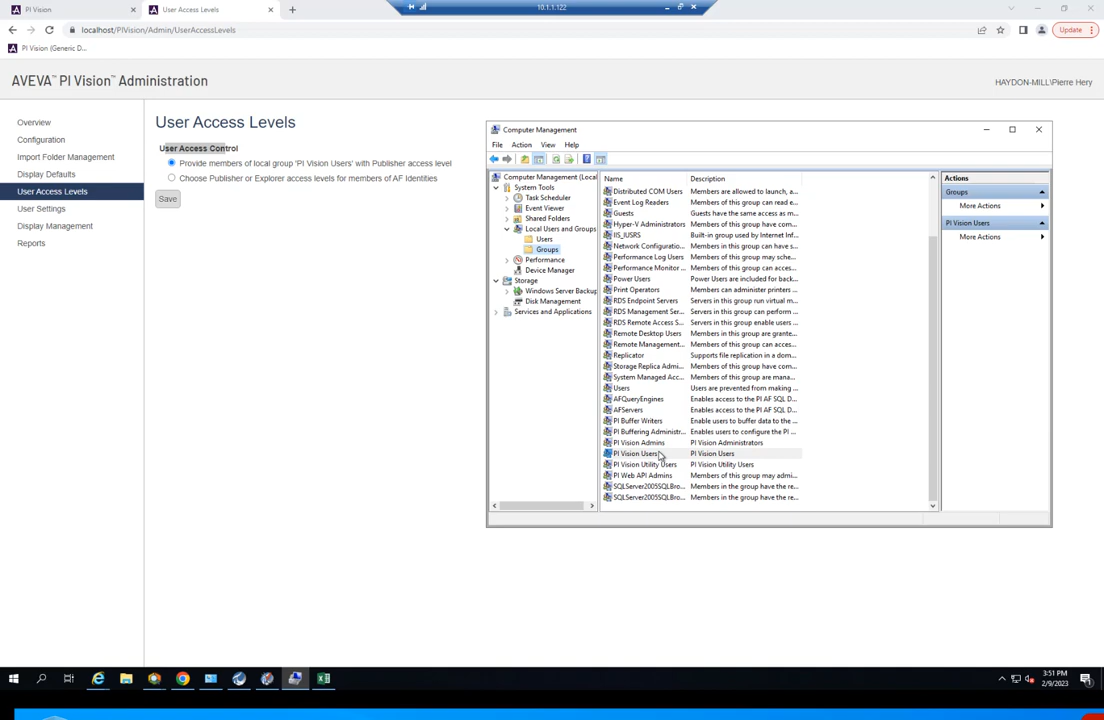 PI Vision
User Access Levels
10.1.1.122
localhost/PIVision/Admin/UserAccessLevels
Update
PI Vision (Generic D...
AVEVA™ PI Vision™ Administration
HAYDON-MILL\Pierre Hery
Overview
Configuration
Import Folder Management
Display Defaults
User Access Levels
User Settings
Display Management
Reports
User Access Levels
User Access Control
Provide members of local group 'PI Vision Users' with Publisher access level
Choose Publisher or Explorer access levels for members of AF Identities
Save
Computer Management
File Action View Help
Computer Management (Local
System Tools
Task Scheduler
Event Viewer
Shared Folders
Local Users and Groups
Users
Groups
Performance
Device Manager
Storage
Windows Server Backup
Disk Management
Services and Applications
Name Description
Distributed COM Users Members are allowed to launch, a...
Event Log Readers Members of this group can read e...
Guests Guests have the same access as m...
Hyper-V Administrators Members of this group have com...
IIS_IUSRS Built-in group used by Internet Inf...
Network Configuratio... Members in this group can have s...
Performance Log Users Members of this group may sche...
Performance Monitor ... Members of this group can acces...
Power Users Power Users are included for back...
Print Operators Members can administer printers ...
RDS Endpoint Servers Servers in this group run virtual m...
RDS Management Ser... Servers in this group can perform ...
RDS Remote Access S... Servers in this group enable users ...
Remote Desktop Users Members in this group are grante...
Remote Management... Members of this group can acces...
Replicator Supports file replication in a dom...
Storage Replica Admi... Members of this group have com...
System Managed Acc... Members of this group are mana...
Users Users are prevented from making ...
AFQueryEngines Enables access to the PI AF SQL D...
AFServers Enables access to the PI AF SQL D...
PI Buffer Writers Enable users to buffer data to the ...
PI Buffering Administr... Enables users to configure the PI ...
PI Vision Admins PI Vision Administrators
PI Vision Users PI Vision Users
PI Vision Utility Users PI Vision Utility Users
PI Web API Admins Members of this group may admi...
SQLServer2005SQLBro... Members in the group have the re...
SQLServer2005SQLBro... Members in the group have the re...
Actions
Groups
More Actions
PI Vision Users
More Actions
3:51 PM
2/9/2023